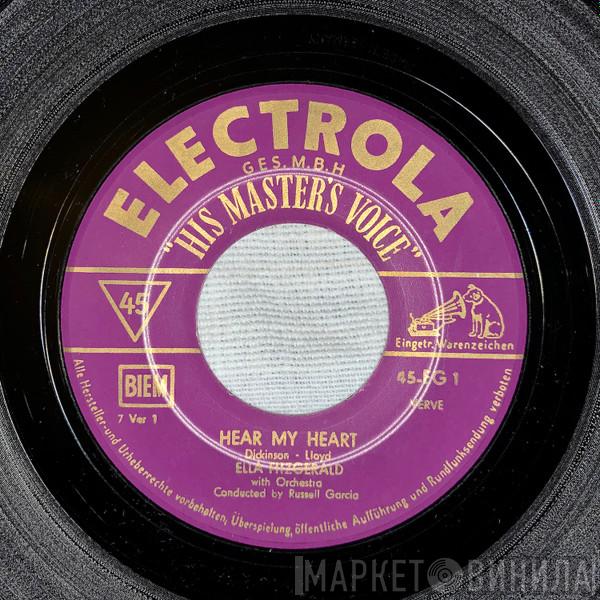 ELECTROLA
GES. M.B.H
"HIS MASTER'S VOICE"
45
Eingetr. Warenzeichen
BIEM
45-EG 1
7 Ver 1
VERVE
HEAR MY HEART
Dickinson - Lloyd
ELLA FITZGERALD
with Orchestra
Conducted by Russell Garcia
Alle Hersteller-und Urheberrechte vorbehalten, Überspielung, öffentliche Aufführung und Rundfunksendung verboten
МАРКЕТ ВИНИЛА